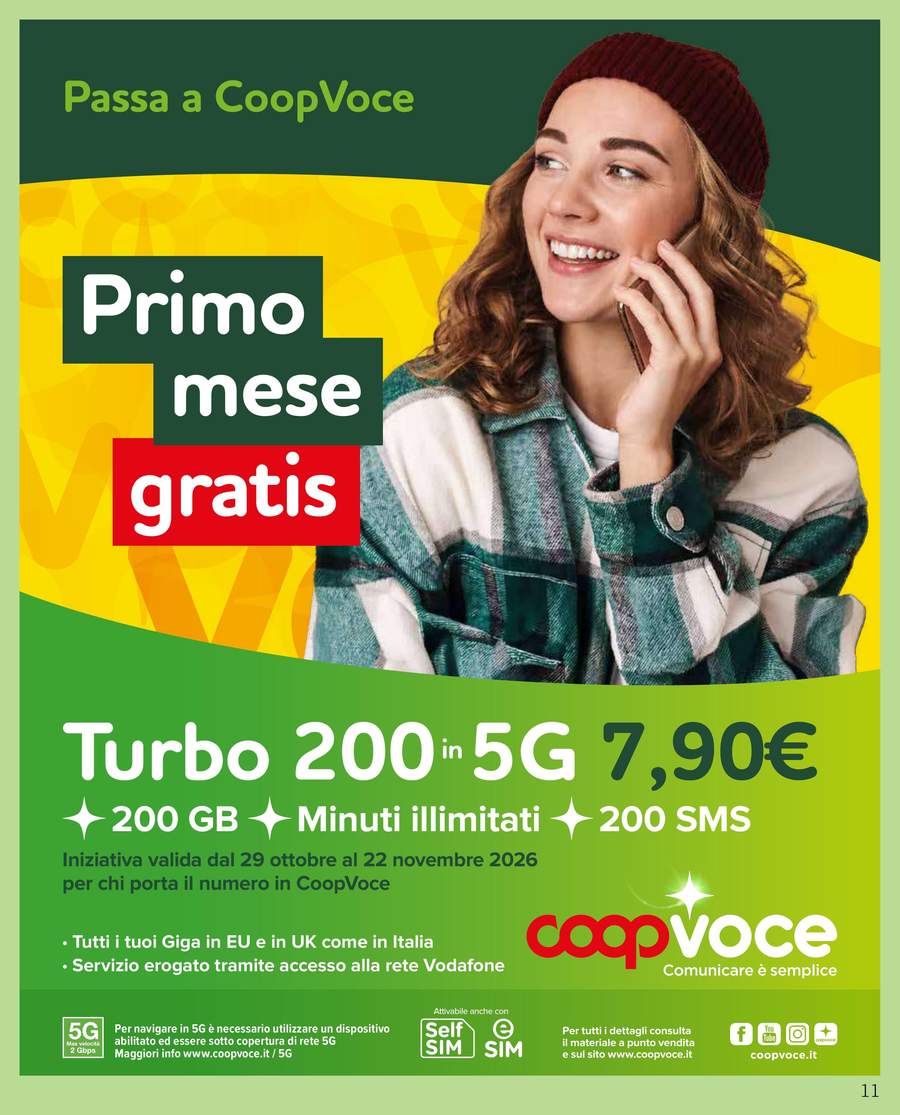 Passa a CoopVoce
Primo
mese
gratis
Turbo 200 in 5G 7,90€
200 GB Minuti illimitati 200 SMS
Iniziativa valida dal 29 ottobre al 22 novembre 2026
per chi porta il numero in CoopVoce
• Tutti i tuoi Giga in EU e in UK come in Italia
• Servizio erogato tramite accesso alla rete Vodafone
coopvoce
Comunicare è semplice
5G
Max velocità
2 Gbps
Per navigare in 5G è necessario utilizzare un dispositivo
abilitato ed essere sotto copertura di rete 5G
Maggiori info www.coopvoce.it / 5G
Attivabile anche con
Self
SIM
e
SIM
Per tutti i dettagli consulta
il materiale a punto vendita
e sul sito www.coopvoce.it
f
You
Tube
coopvoce
coopvoce.it
11